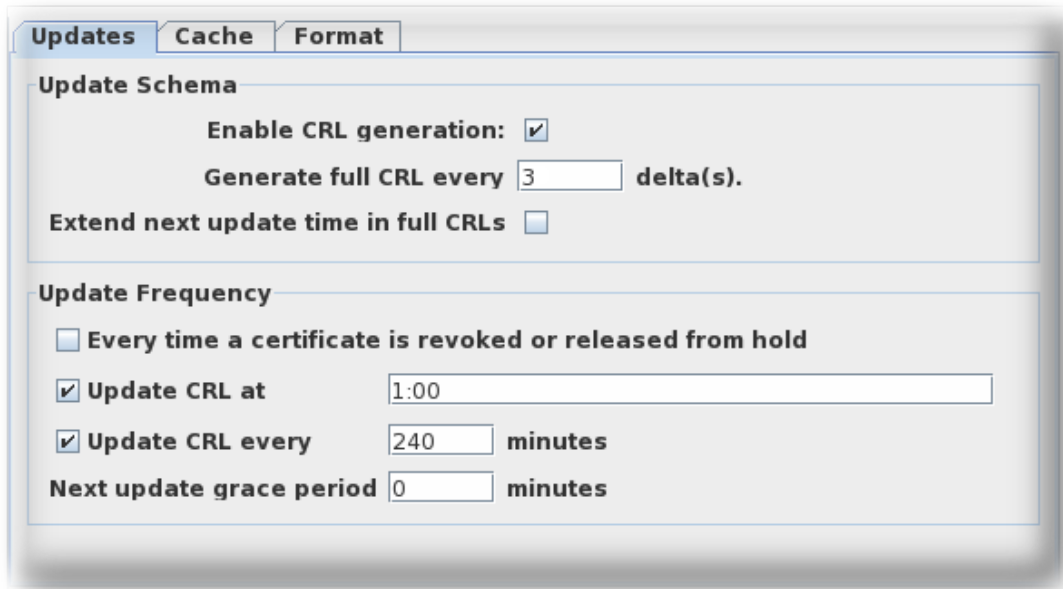 Updates Cache Format
Update Schema
Enable CRL generation:
Generate full CRL every 3 delta(s).
Extend next update time in full CRLs
Update Frequency
Every time a certificate is revoked or released from hold
Update CRL at 1:00
Update CRL every 240 minutes
Next update grace period 0 minutes